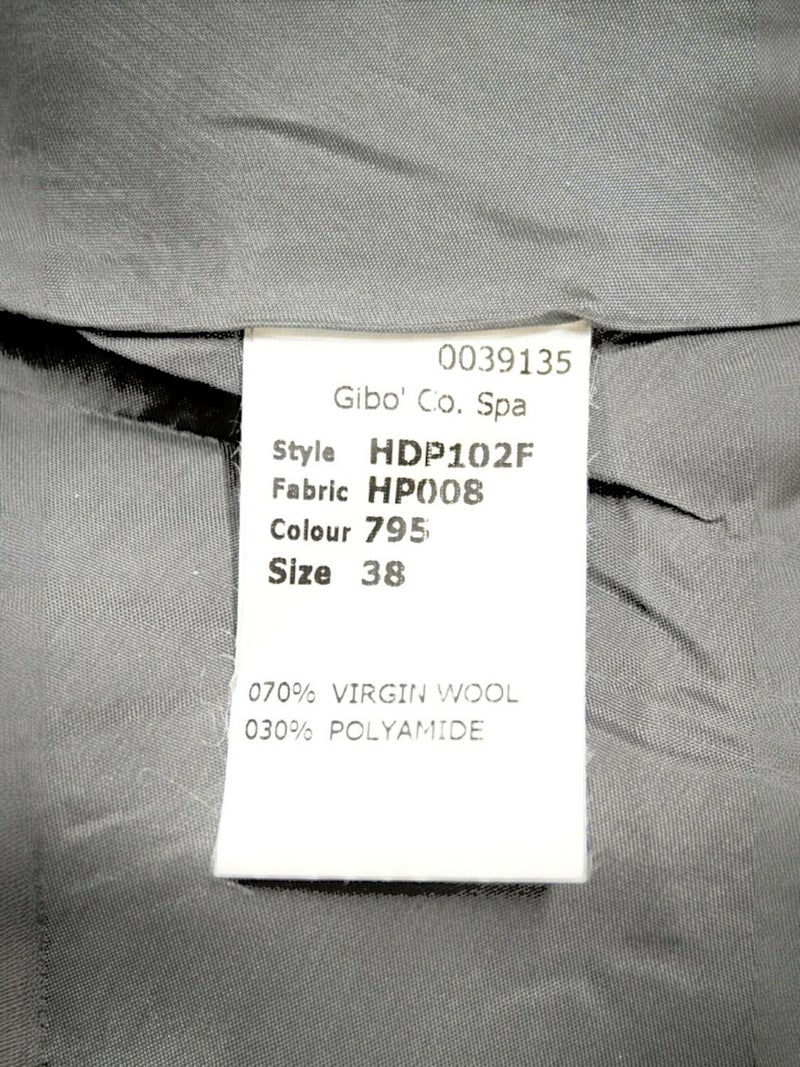 0039135
Gibo' Co. Spa
Style HDP102F
Fabric HP008
Colour 795
Size 38
070% VIRGIN WOOL
030% POLYAMIDE